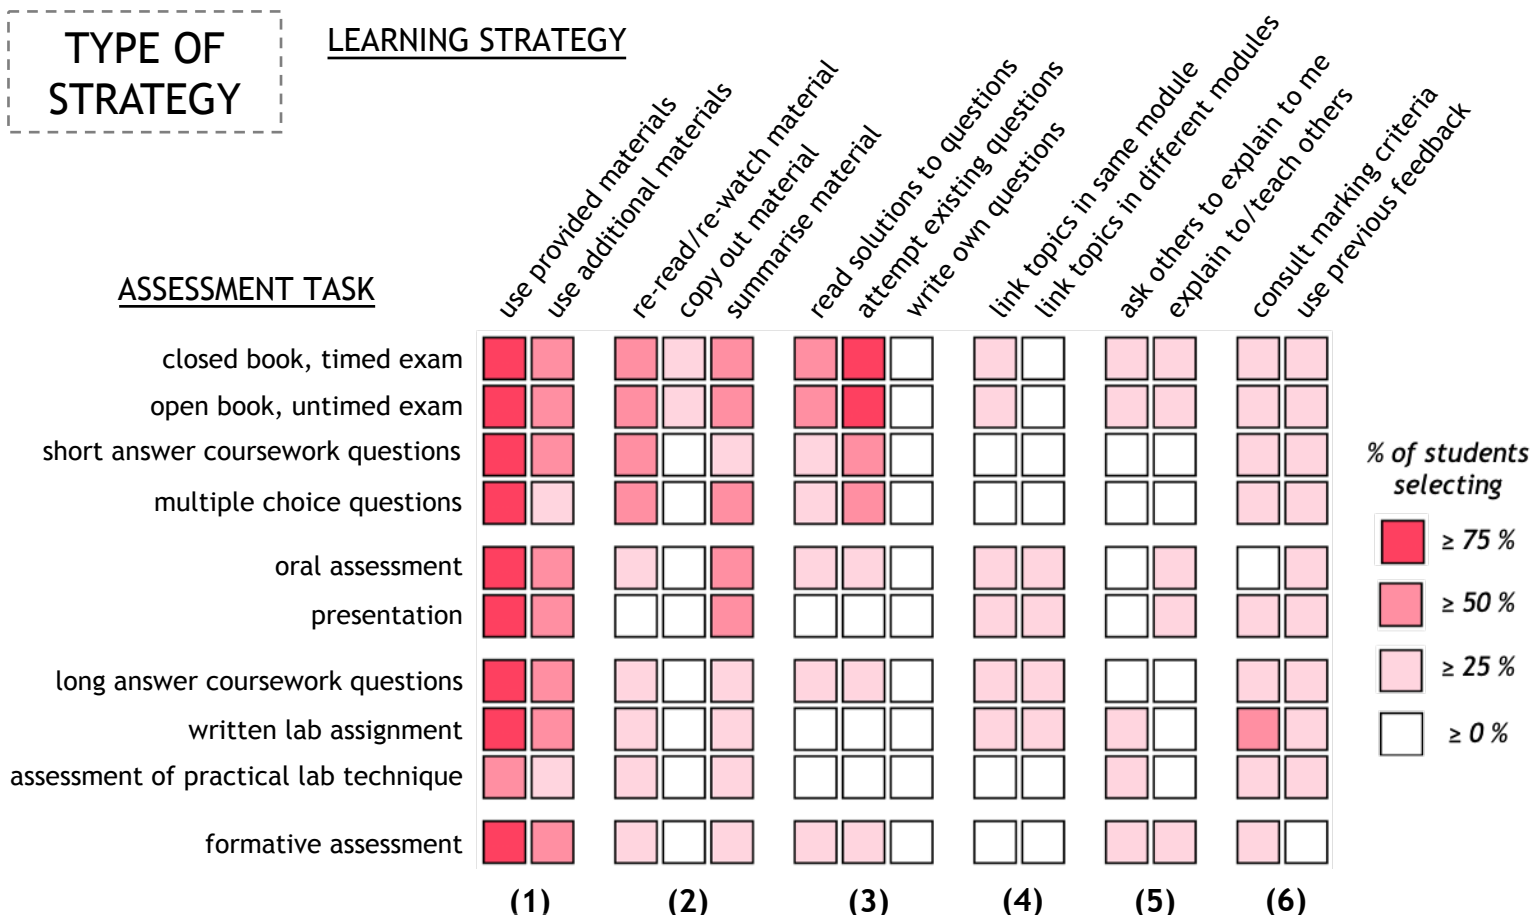 TYPE OF
STRATEGY
LEARNING STRATEGY
use provided materials
use additional materials
re-read/re-watch material
copy out material
summarise material
read solutions to questions
attempt existing questions
write own questions
link topics in same module
link topics in different modules
ask others to explain to me
explain to/teach others
consult marking criteria
use previous feedback
ASSESSMENT TASK
closed book, timed exam
open book, untimed exam
short answer coursework questions
multiple choice questions
oral assessment
presentation
long answer coursework questions
written lab assignment
assessment of practical lab technique
formative assessment
% of students
selecting
≥ 75 %
≥ 50 %
≥ 25 %
≥ 0 %
(1) (2) (3) (4) (5) (6)